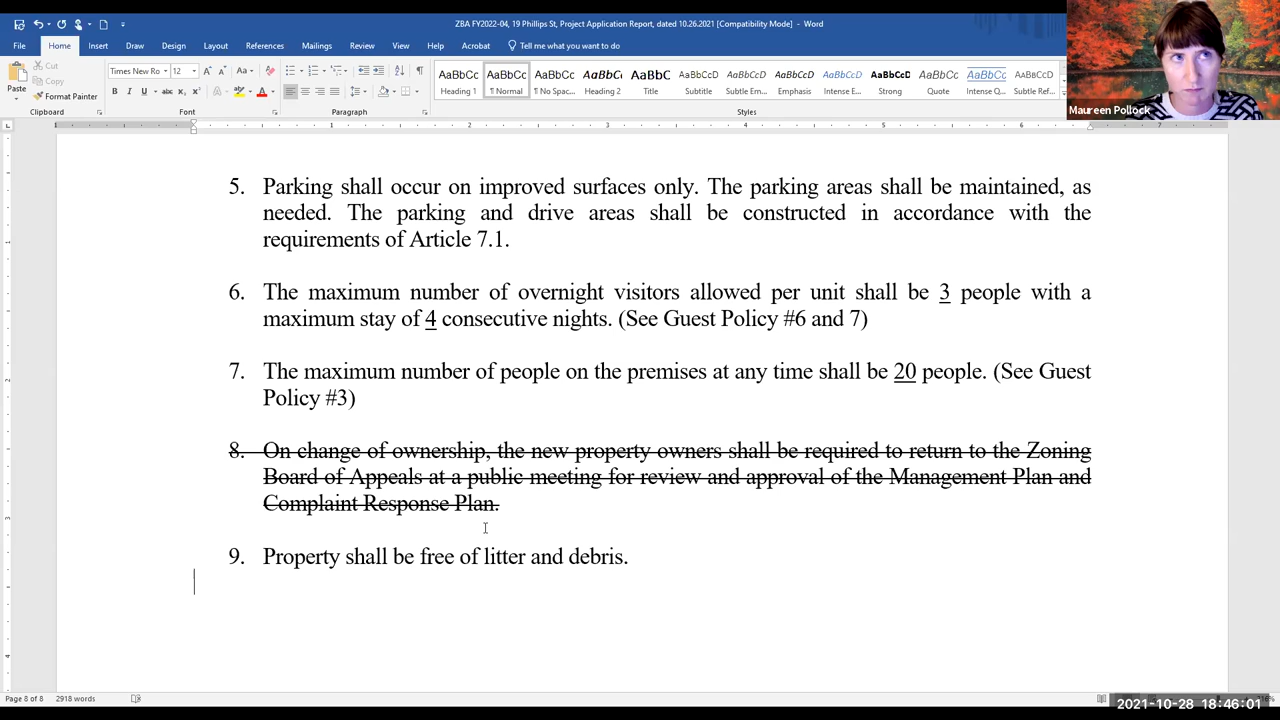 ZBA FY2022-04, 19 Phillips St, Project Application Report, dated 10.26.2021 [Compatibility Mode] - Word
File Home Insert Draw Design Layout References Mailings Review View Help Acrobat Tell me what you want to do
Paste
Cut
Copy
Format Painter
Clipboard
Times New Ro 12
Font
Paragraph
AaBbCc AaBbCc AaBbCc AaBbCc AaBbC AaBbCc AaBbCc AaBbCc AaBbCc AaBbCc AaBbCc AaBbCc AaBbCc
Heading 1 ¶ Normal ¶ No Spac... Heading 2 Title Subtitle Subtle Em... Emphasis Intense E... Strong Quote Intense Q... Subtle Ref...
Styles
Maureen Pollock
5. Parking shall occur on improved surfaces only. The parking areas shall be maintained, as
needed. The parking and drive areas shall be constructed in accordance with the
requirements of Article 7.1.
6. The maximum number of overnight visitors allowed per unit shall be 3 people with a
maximum stay of 4 consecutive nights. (See Guest Policy #6 and 7)
7. The maximum number of people on the premises at any time shall be 20 people. (See Guest
Policy #3)
8. On change of ownership, the new property owners shall be required to return to the Zoning
Board of Appeals at a public meeting for review and approval of the Management Plan and
Complaint Response Plan.
9. Property shall be free of litter and debris.
Page 8 of 8 2918 words
2021-10-28 18:46:01